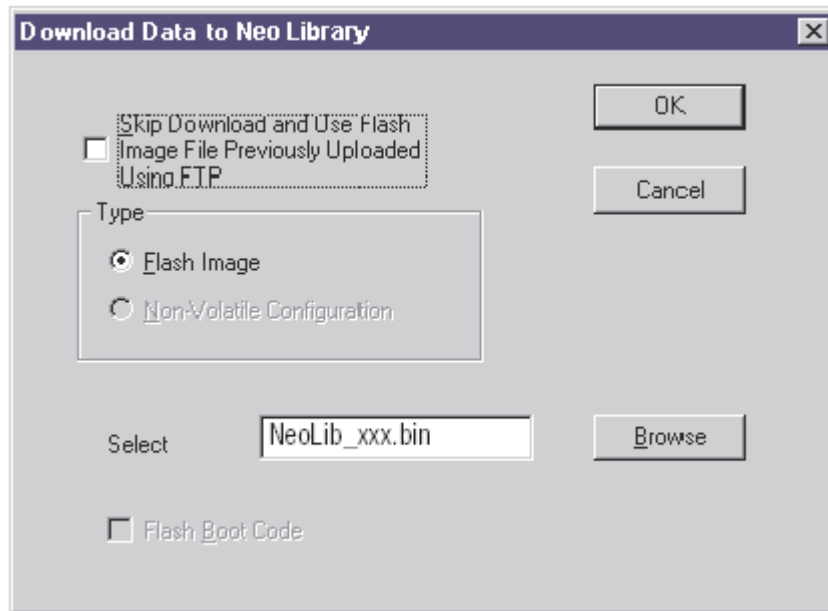 Download Data to Neo Library
Skip Download and Use Flash
Image File Previously Uploaded
Using FTP
OK
Cancel
Type
Flash Image
Non-Volatile Configuration
Select
NeoLib_xxx.bin
Browse
Flash Boot Code